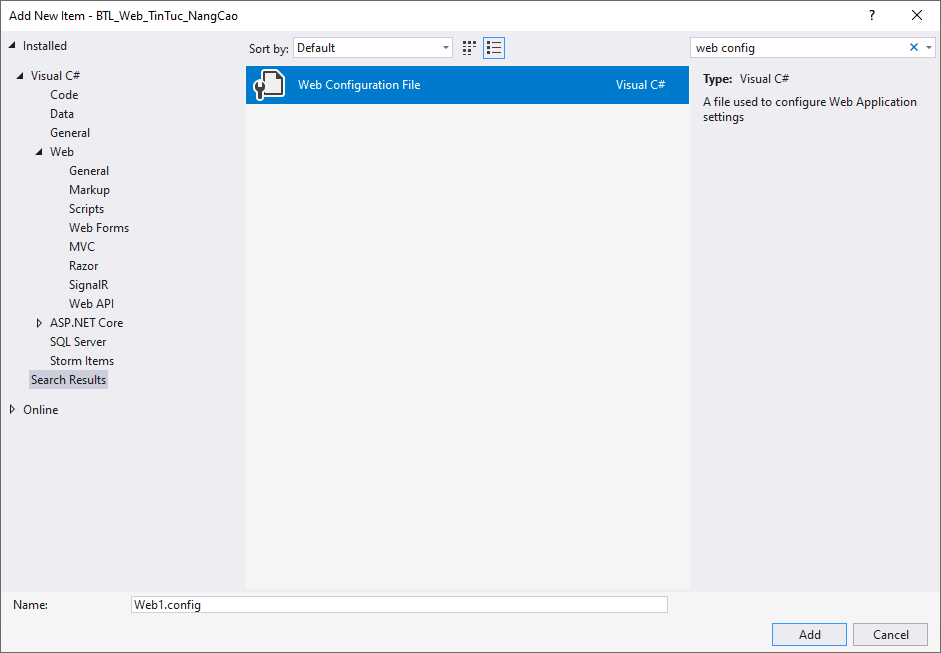 Add New Item - BTL_Web_TinTuc_NangCao
?
Installed
Visual C#
Code
Data
General
Web
General
Markup
Scripts
Web Forms
MVC
Razor
SignalR
Web API
ASP.NET Core
SQL Server
Storm Items
Search Results
Online
Sort by: Default
Web Configuration File Visual C#
web config
Type: Visual C#
A file used to configure Web Application
settings
Name: Web1.config
Add Cancel